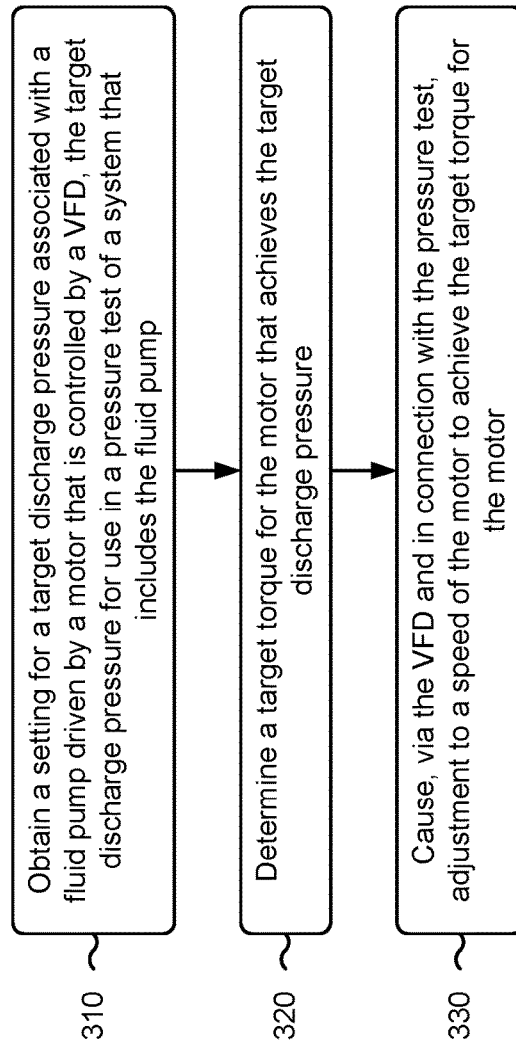 310
Obtain a setting for a target discharge pressure associated with a
fluid pump driven by a motor that is controlled by a VFD, the target
discharge pressure for use in a pressure test of a system that
includes the fluid pump
320
Determine a target torque for the motor that achieves the target
discharge pressure
330
Cause, via the VFD and in connection with the pressure test,
adjustment to a speed of the motor to achieve the target torque for
the motor